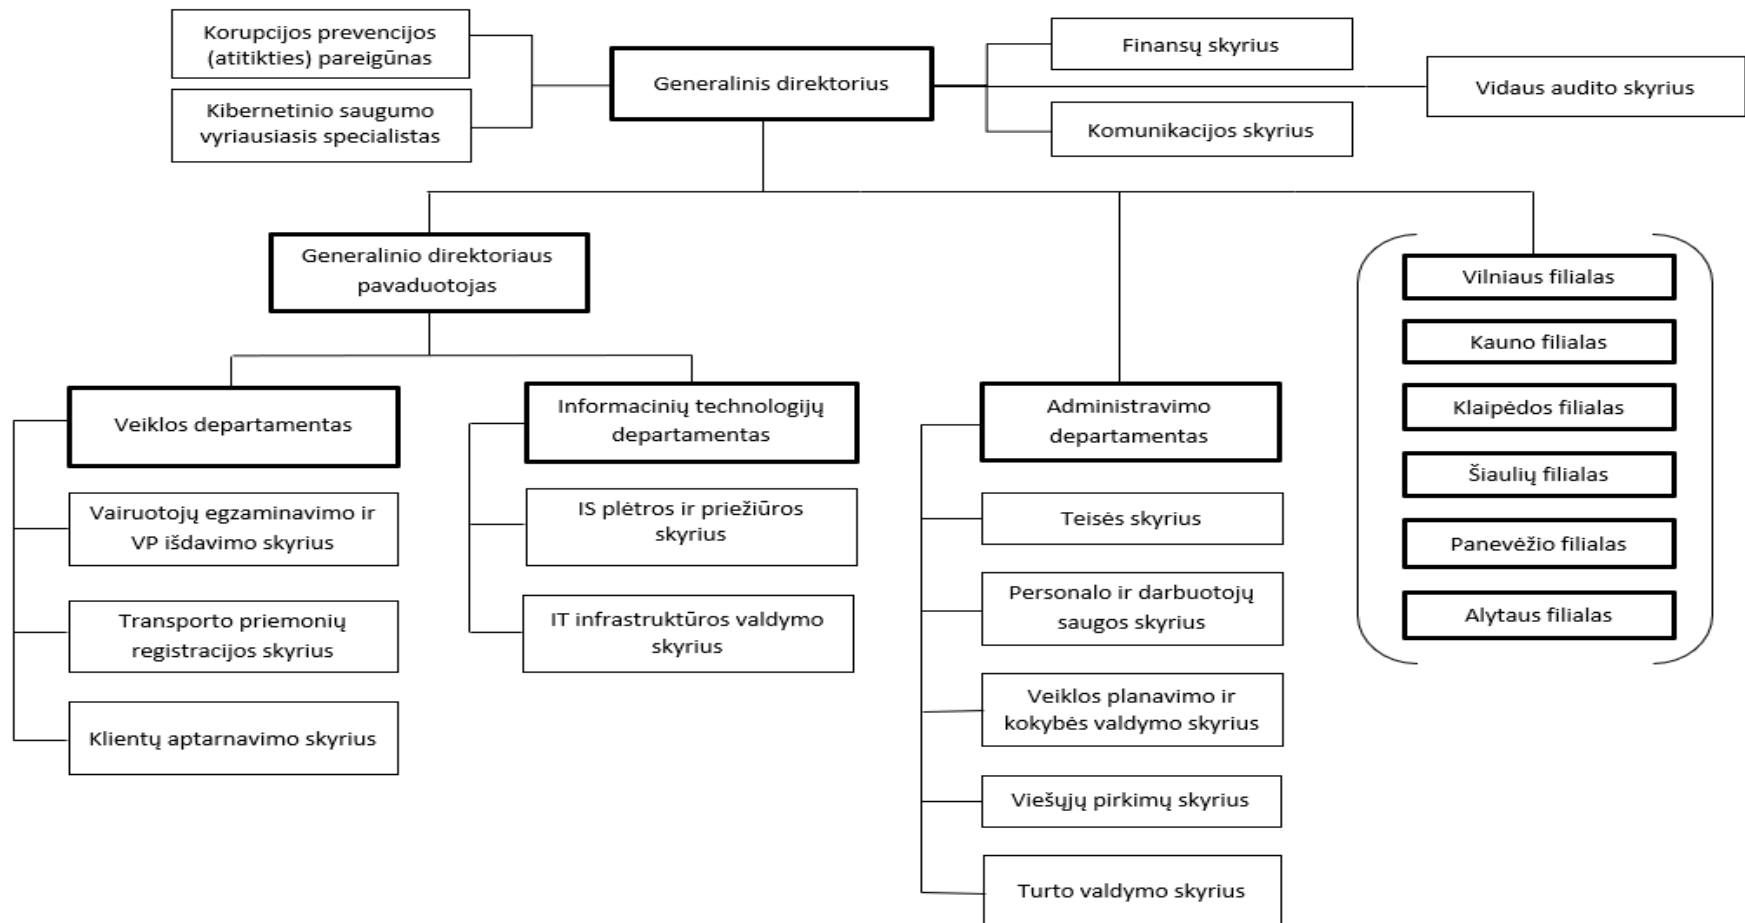 Korupcijos prevencijos
(atitikties) pareigūnas
Kibernetinio saugumo
vyriausiasis specialistas
Generalinis direktorius
Finansų skyrius
Komunikacijos skyrius
Vidaus audito skyrius
Generalinio direktoriaus
pavaduotojas
Veiklos departamentas
Vairuotojų egzaminavimo ir
VP išdavimo skyrius
Transporto priemonių
registracijos skyrius
Klientų aptarnavimo skyrius
Informacinių technologijų
departamentas
IS plėtros ir priežiūros
skyrius
IT infrastruktūros valdymo
skyrius
Administravimo
departamentas
Teisės skyrius
Personalo ir darbuotojų
saugos skyrius
Veiklos planavimo ir
kokybės valdymo skyrius
Viešųjų pirkimų skyrius
Turto valdymo skyrius
Vilniaus filialas
Kauno filialas
Klaipėdos filialas
Šiaulių filialas
Panevėžio filialas
Alytaus filialas